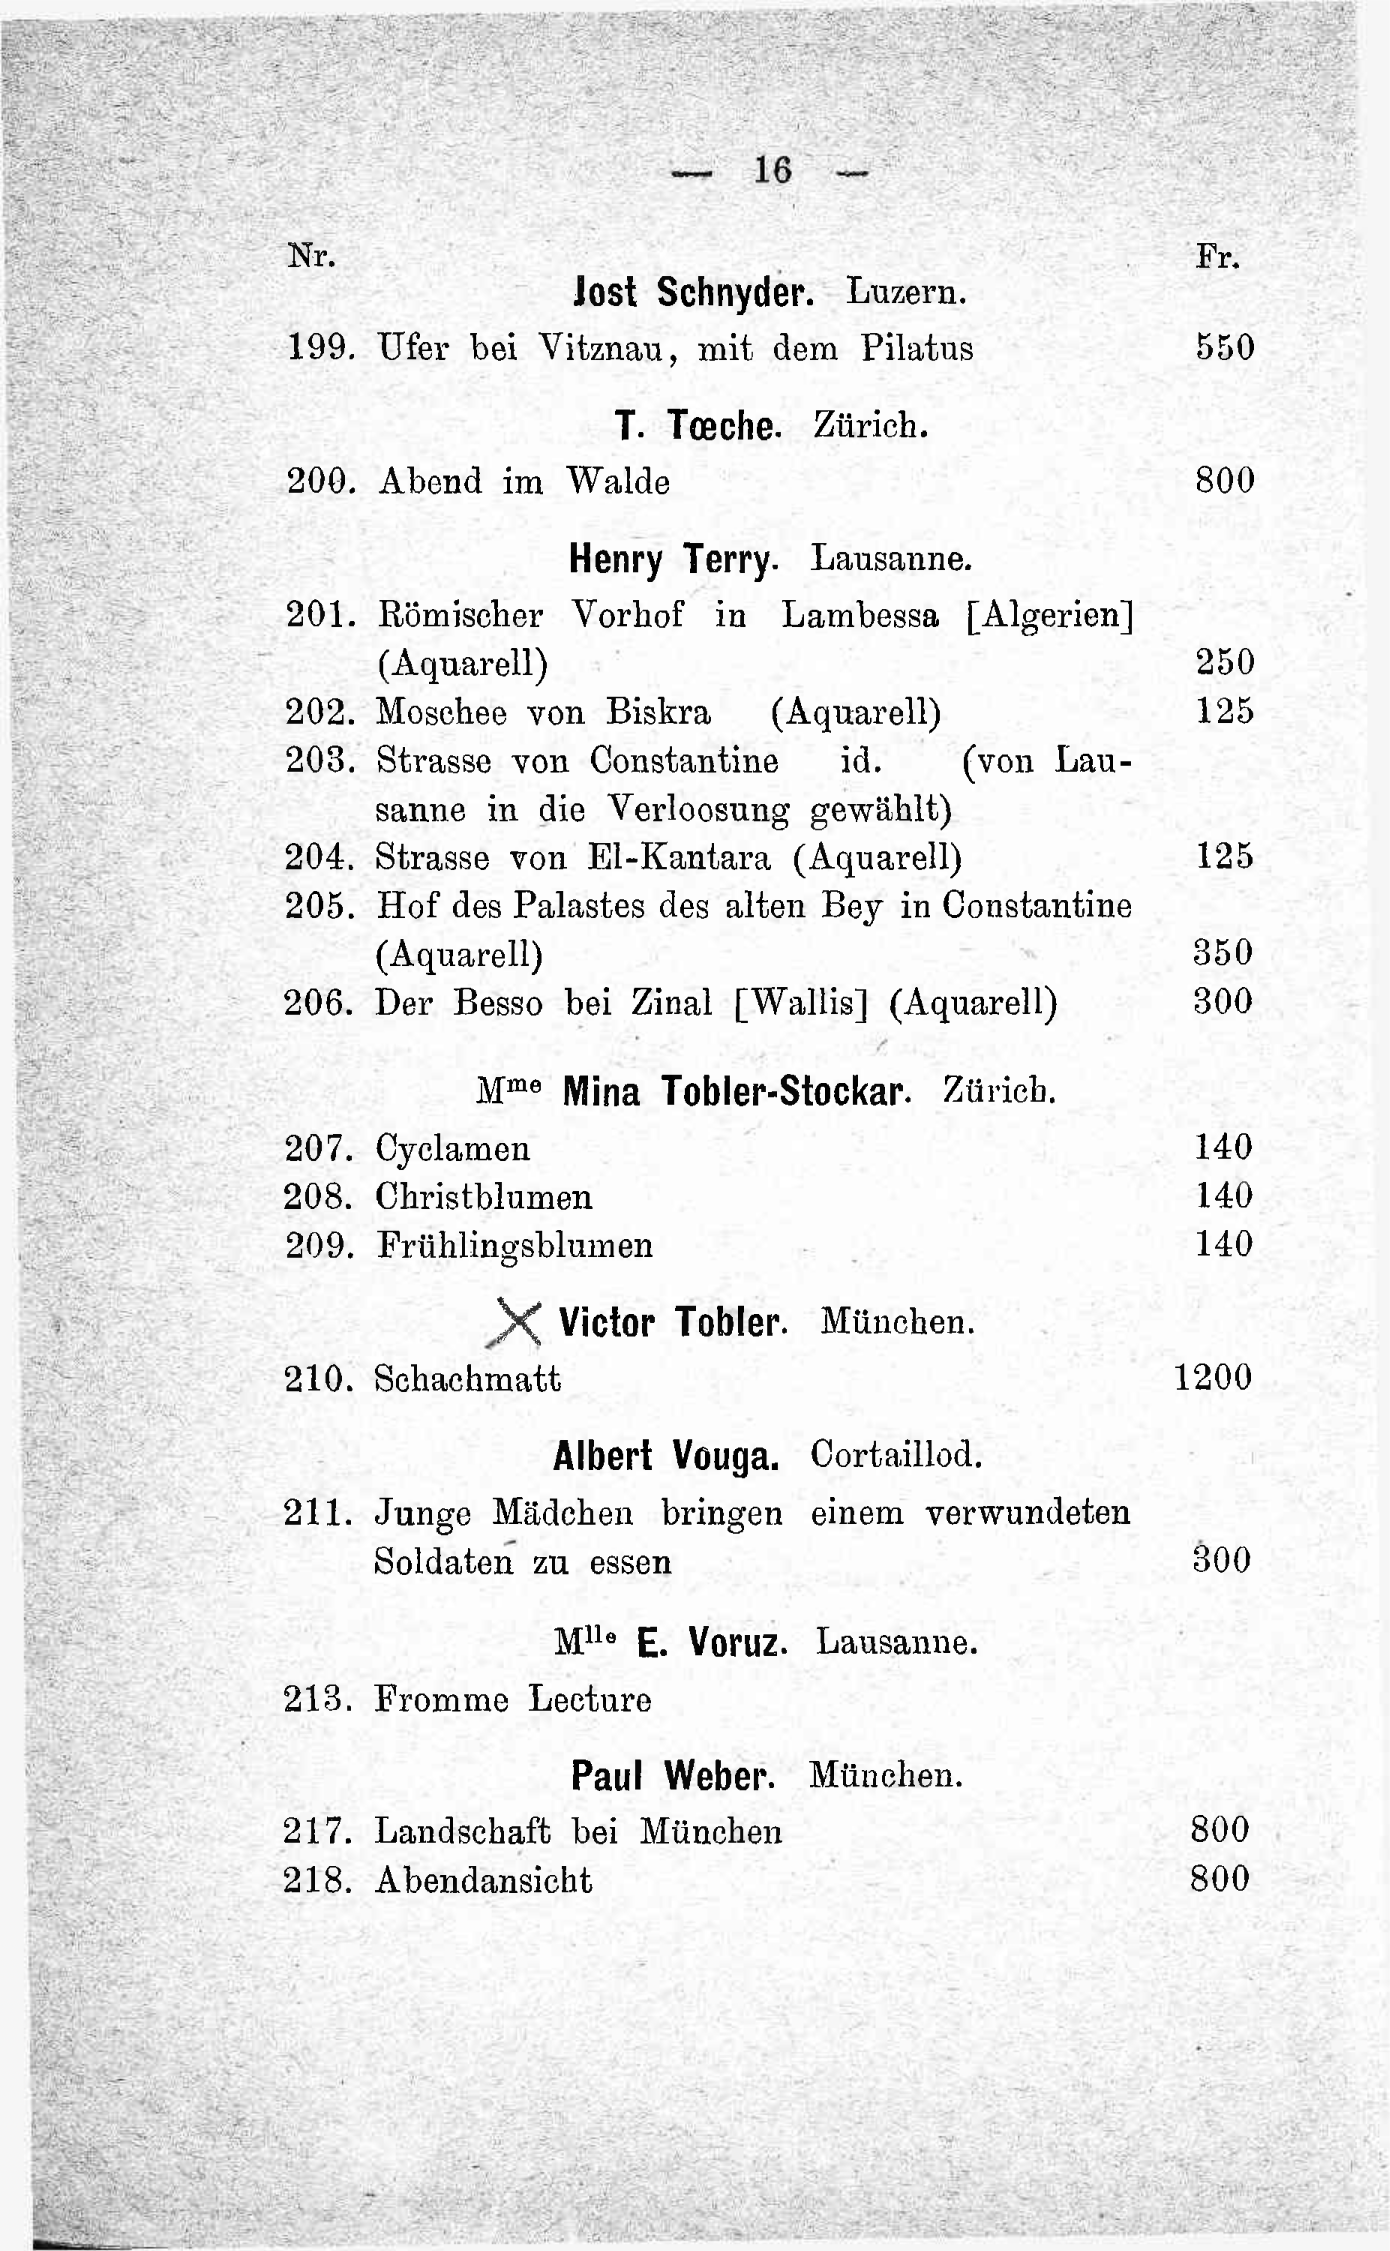 — 16 —
Nr. Fr.
Jost Schnyder. Luzern.
199. Ufer bei Vitznau, mit dem Pilatus 550
T. Tœche. Zürich.
200. Abend im Walde 800
Henry Terry. Lausanne.
201. Römischer Vorhof in Lambessa [Algerien]
(Aquarell) 250
202. Moschee von Biskra (Aquarell) 125
203. Strasse von Constantine id. (von Lau-
sanne in die Verloosung gewählt)
204. Strasse von El-Kantara (Aquarell) 125
205. Hof des Palastes des alten Bey in Constantine
(Aquarell) 350
206. Der Besso bei Zinal [Wallis] (Aquarell) 300
Mme Mina Tobler-Stockar. Zürich.
207. Cyclamen 140
208. Christblumen 140
209. Frühlingsblumen 140
Victor Tobler. München.
210. Schachmatt 1200
Albert Vouga. Cortaillod.
211. Junge Mädchen bringen einem verwundeten
Soldaten zu essen 300
Mlle E. Voruz. Lausanne.
213. Fromme Lecture
Paul Weber. München.
217. Landschaft bei München 800
218. Abendansicht 800